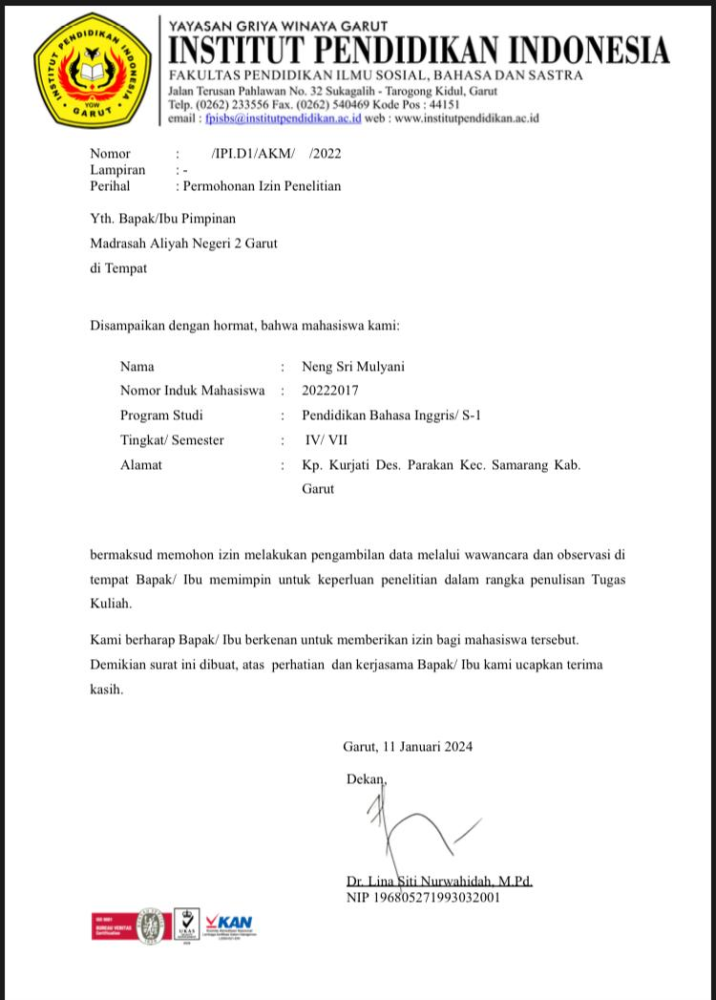 INSTITUT PENDIDIKAN INDONESIA
YGW
GARUT
YAYASAN GRIYA WINAYA GARUT
INSTITUT PENDIDIKAN INDONESIA
FAKULTAS PENDIDIKAN ILMU SOSIAL, BAHASA DAN SASTRA
Jalan Terusan Pahlawan No. 32 Sukagalih - Tarogong Kidul, Garut
Telp. (0262) 233556 Fax. (0262) 540469 Kode Pos : 44151
email : fpisbs@institutpendidikan.ac.id web : www.institutpendidikan.ac.id
Nomor : /IPI.D1/AKM/ /2022
Lampiran : -
Perihal : Permohonan Izin Penelitian
Yth. Bapak/Ibu Pimpinan
Madrasah Aliyah Negeri 2 Garut
di Tempat
Disampaikan dengan hormat, bahwa mahasiswa kami:
Nama : Neng Sri Mulyani
Nomor Induk Mahasiswa : 20222017
Program Studi : Pendidikan Bahasa Inggris/ S-1
Tingkat/ Semester : IV/ VII
Alamat : Kp. Kurjati Des. Parakan Kec. Samarang Kab.
Garut
bermaksud memohon izin melakukan pengambilan data melalui wawancara dan observasi di
tempat Bapak/ Ibu memimpin untuk keperluan penelitian dalam rangka penulisan Tugas
Kuliah.
Kami berharap Bapak/ Ibu berkenan untuk memberikan izin bagi mahasiswa tersebut.
Demikian surat ini dibuat, atas perhatian dan kerjasama Bapak/ Ibu kami ucapkan terima
kasih.
Garut, 11 Januari 2024
Dekan,
Dr. Lina Siti Nurwahidah, M.Pd.
NIP 196805271993032001
ISO 9001
BUREAU VERITAS
Certification
UKAS
KAN